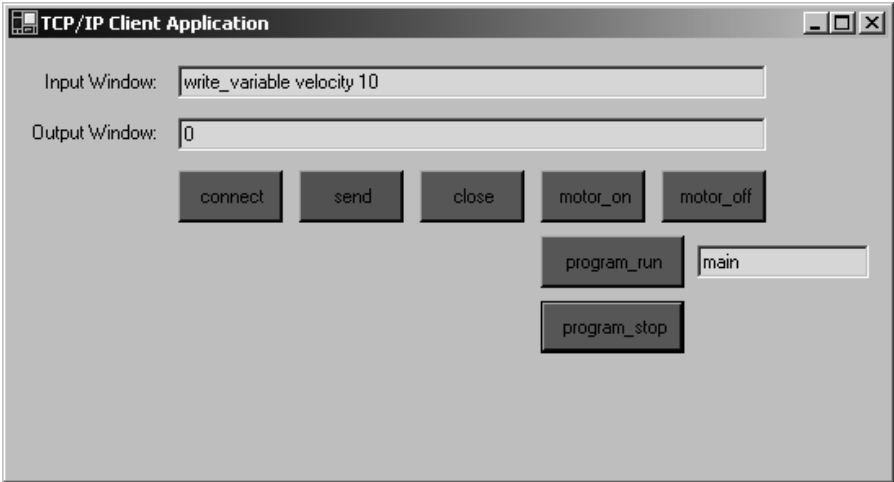 TCP/IP Client Application
Input Window: write_variable velocity 10
Output Window: 0
connect send close motor_on motor_off
program_run main
program_stop